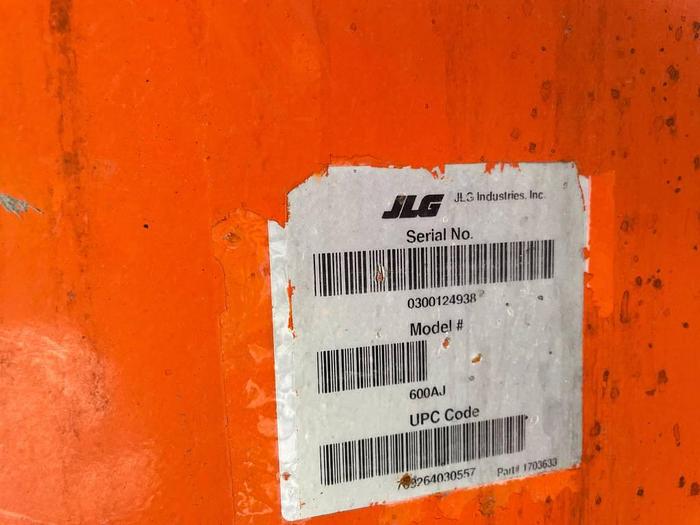 JLG JLG Industries, Inc.
Serial No.
0300124938
Model #
600AJ
UPC Code
Part# 1703633